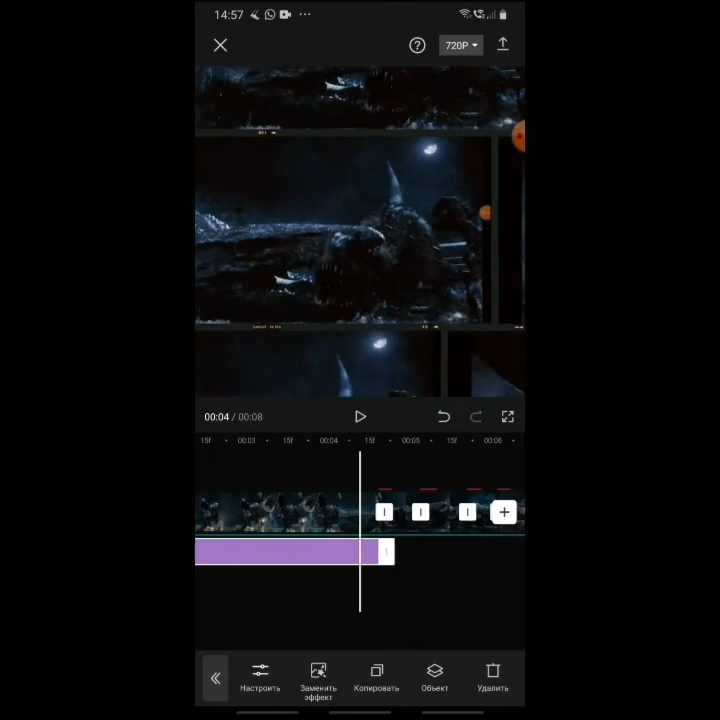 14:57
720P
00:04 / 00:08
15f 00:03 15f 00:04 15f 00:05 15f 00:06
Настроить
Заменить
эффект
Копировать
Объект
Удалить